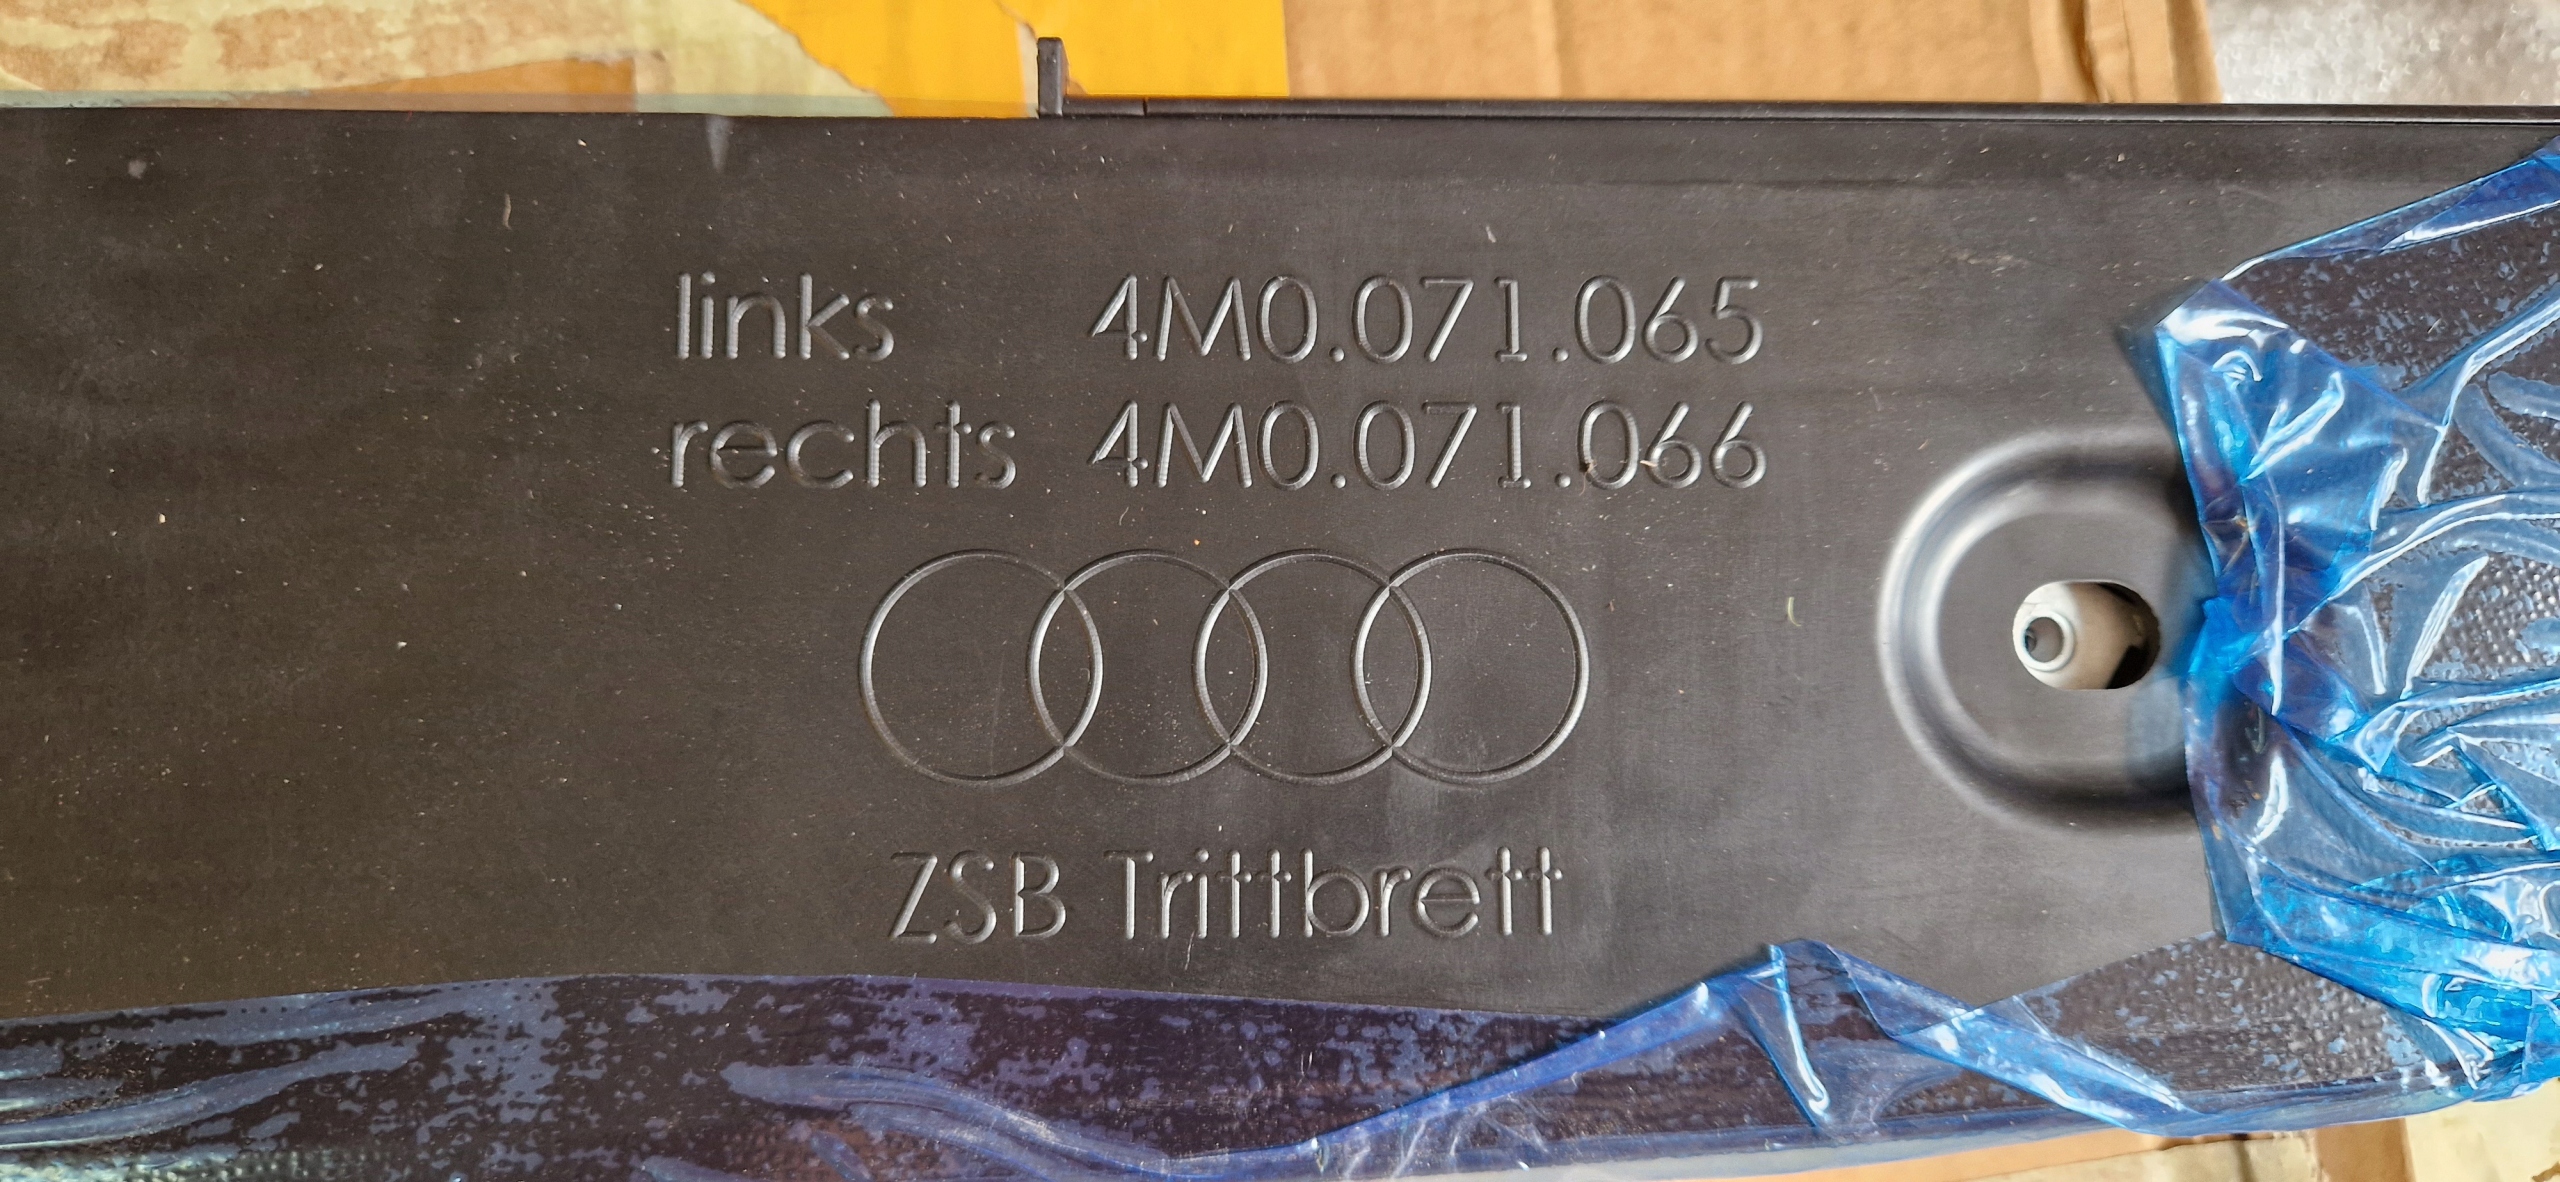 links 4M0.071.065
rechts 4M0.071.066
ZSB Trittbrett